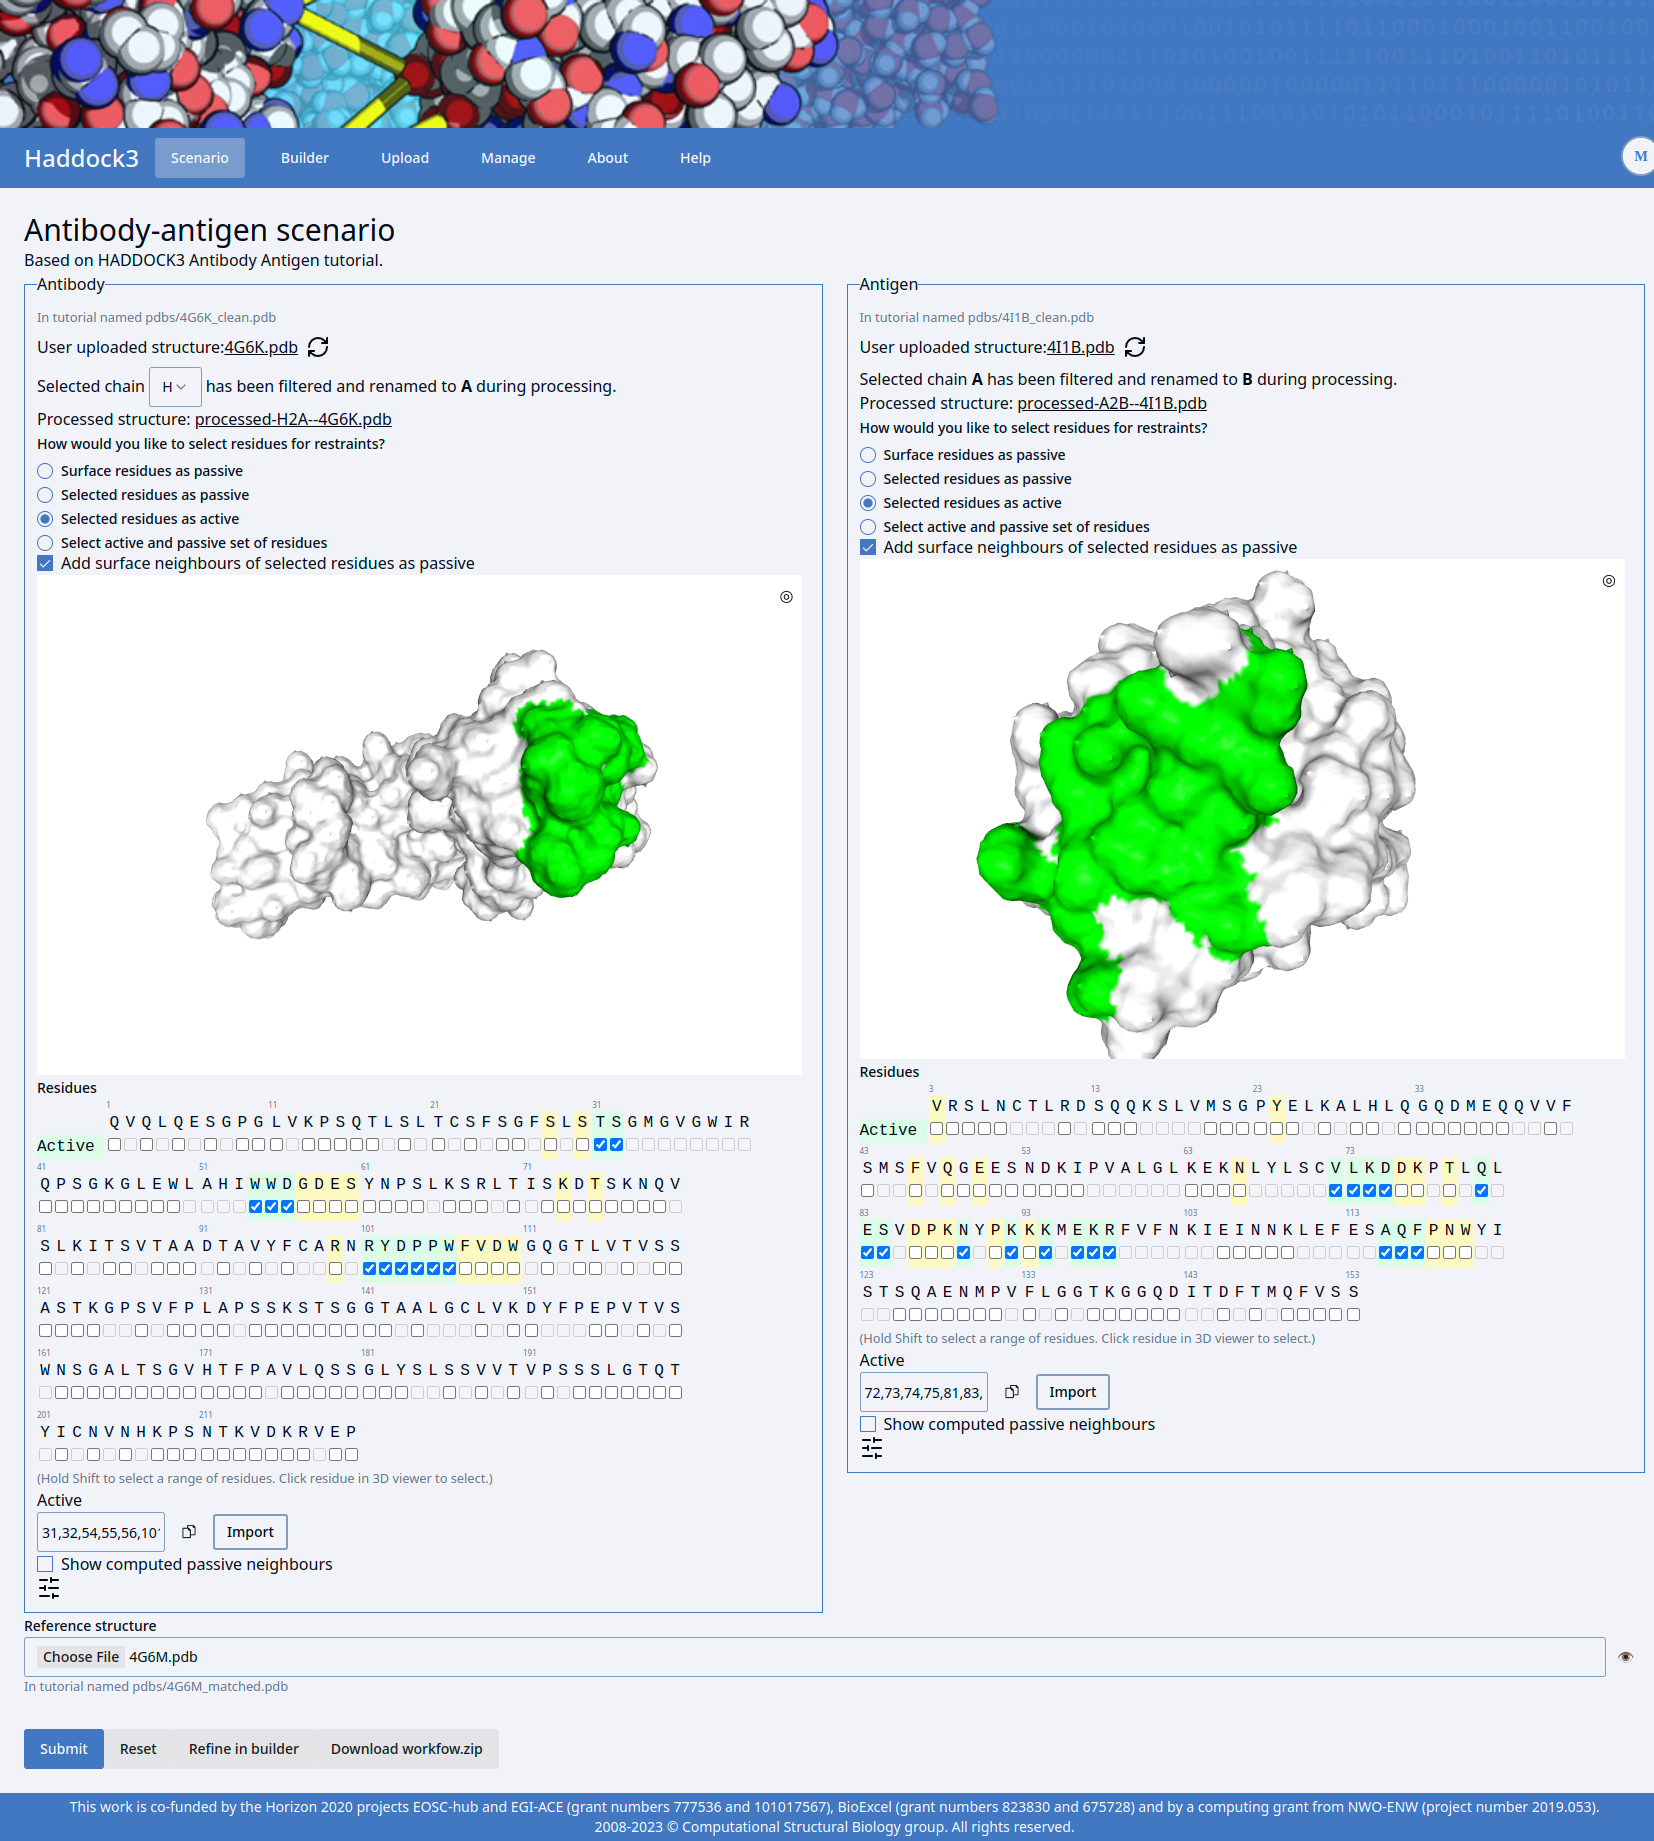 Haddock3 Scenario Builder Upload Manage About Help M
Antibody-antigen scenario
Based on HADDOCK3 Antibody Antigen tutorial.
Antibody
In tutorial named pdbs/4G6K_clean.pdb
User uploaded structure:4G6K.pdb
Selected chain H has been filtered and renamed to A during processing.
Processed structure: processed-H2A--4G6K.pdb
How would you like to select residues for restraints?
Surface residues as passive
Selected residues as passive
Selected residues as active
Select active and passive set of residues
Add surface neighbours of selected residues as passive
Residues
1 11 21 31
Q V Q L Q E S G P G L V K P S Q T L S L T C S F S G F S L S T S G M G V G W I R
Active
41 51 61 71
Q P S G K G L E W L A H I W W D G D E S Y N P S L K S R L T I S K D T S K N Q V
81 91 101 111
S L K I T S V T A A D T A V Y F C A R N R Y D P P W F V D W G Q G T L V T V S S
121 131 141 151
A S T K G P S V F P L A P S S K S T S G G T A A L G C L V K D Y F P E P V T V S
161 171 181 191
W N S G A L T S G V H T F P A V L Q S S G L Y S L S S V V T V P S S S L G T Q T
201 211
Y I C N V N H K P S N T K V D K R V E P
(Hold Shift to select a range of residues. Click residue in 3D viewer to select.)
Active
31,32,54,55,56,10
Import
Show computed passive neighbours
Antigen
In tutorial named pdbs/4I1B_clean.pdb
User uploaded structure:4I1B.pdb
Selected chain A has been filtered and renamed to B during processing.
Processed structure: processed-A2B--4I1B.pdb
How would you like to select residues for restraints?
Surface residues as passive
Selected residues as passive
Selected residues as active
Select active and passive set of residues
Add surface neighbours of selected residues as passive
Residues
3 13 23 33
V R S L N C T L R D S Q Q K S L V M S G P Y E L K A L H L Q G Q D M E Q Q V V F
Active
43 53 63 73
S M S F V Q G E E S N D K I P V A L G L K E K N L Y L S C V L K D D K P T L Q L
83 93 103 113
E S V D P K N Y P K K K M E K R F V F N K I E I N N K L E F E S A Q F P N W Y I
123 133 143 153
S T S Q A E N M P V F L G G T K G G Q D I T D F T M Q F V S S
(Hold Shift to select a range of residues. Click residue in 3D viewer to select.)
Active
72,73,74,75,81,83,
Import
Show computed passive neighbours
Reference structure
Choose File 4G6M.pdb
In tutorial named pdbs/4G6M_matched.pdb
Submit Reset Refine in builder Download workfow.zip
This work is co-funded by the Horizon 2020 projects EOSC-hub and EGI-ACE (grant numbers 777536 and 101017567), BioExcel (grant numbers 823830 and 675728) and by a computing grant from NWO-ENW (project number 2019.053).
2008-2023 © Computational Structural Biology group. All rights reserved.